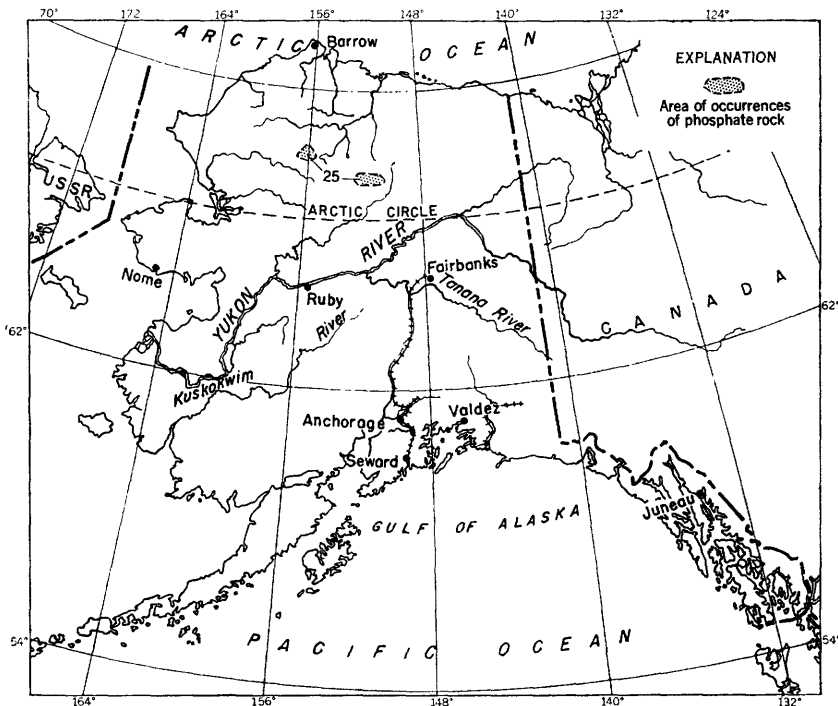 70° 172 164° 156° 148° 140° 132° 124°
ARCTIC OCEAN
Barrow
EXPLANATION
Area of occurrences
of phosphate rock
USSR
25
ARCTIC CIRCLE
Nome
YUKON RIVER
Ruby
Fairbanks
Tanana River
CANADA
62°
62°
Kuskokwim River
Anchorage
Valdez
Seward
Juneau
GULF OF ALASKA
54°
PACIFIC OCEAN
54°
164° 156° 148° 140° 132°